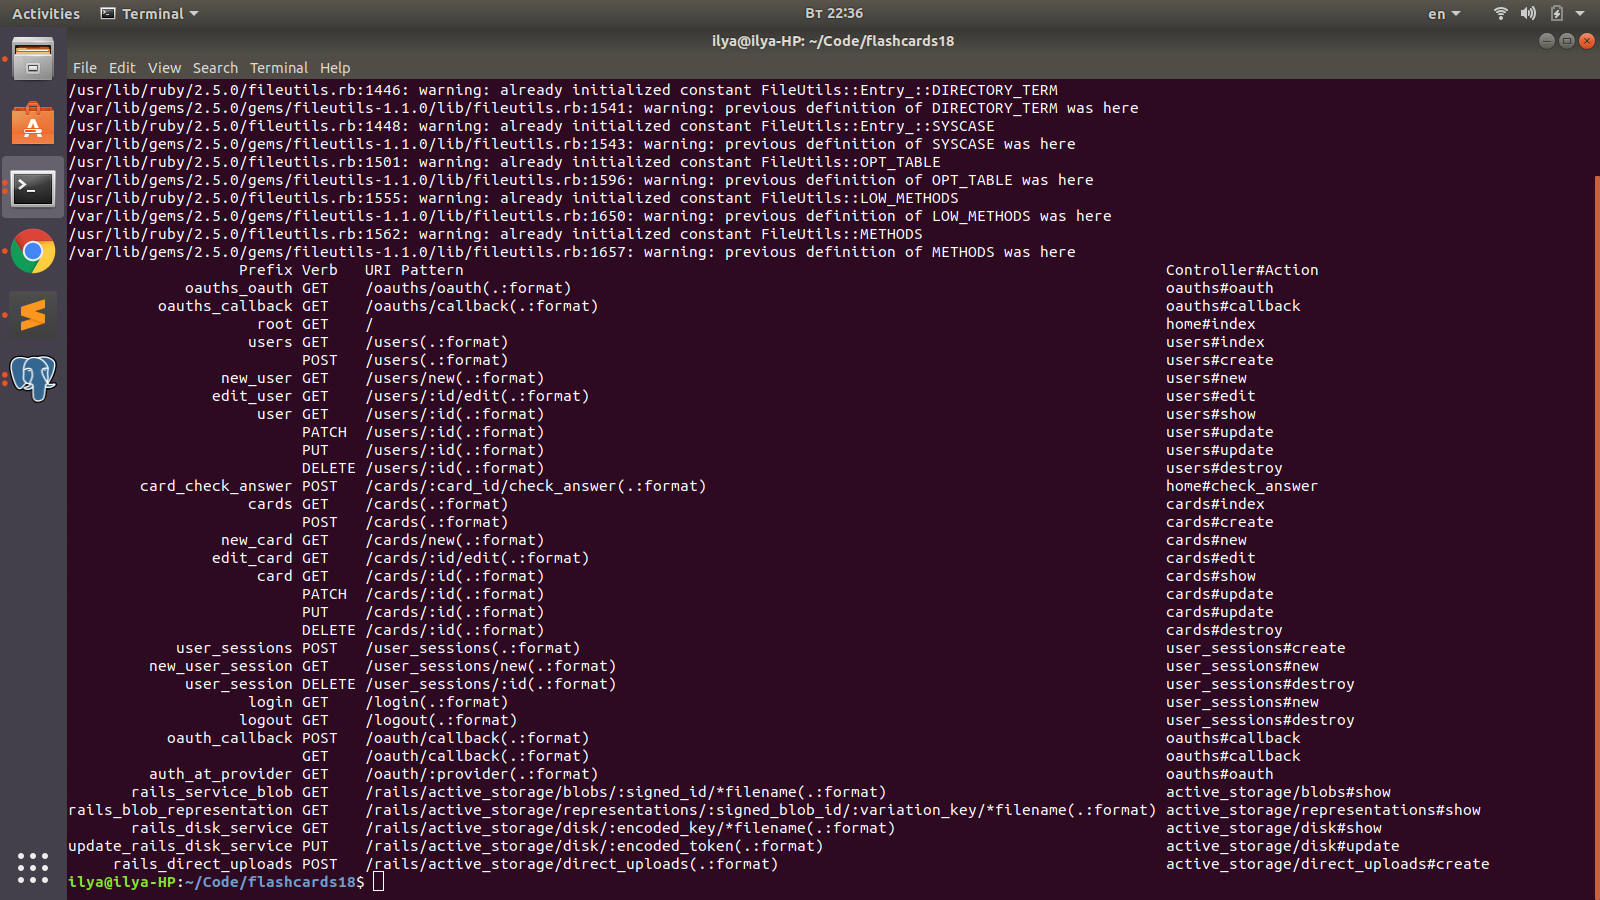 Activities Terminal Вт 22:36 en
ilya@ilya-HP: ~/Code/flashcards18
File Edit View Search Terminal Help
/usr/lib/ruby/2.5.0/fileutils.rb:1446: warning: already initialized constant FileUtils::Entry_::DIRECTORY_TERM
/var/lib/gems/2.5.0/gems/fileutils-1.1.0/lib/fileutils.rb:1541: warning: previous definition of DIRECTORY_TERM was here
/usr/lib/ruby/2.5.0/fileutils.rb:1448: warning: already initialized constant FileUtils::Entry_::SYSCASE
/var/lib/gems/2.5.0/gems/fileutils-1.1.0/lib/fileutils.rb:1543: warning: previous definition of SYSCASE was here
/usr/lib/ruby/2.5.0/fileutils.rb:1501: warning: already initialized constant FileUtils::OPT_TABLE
/var/lib/gems/2.5.0/gems/fileutils-1.1.0/lib/fileutils.rb:1596: warning: previous definition of OPT_TABLE was here
/usr/lib/ruby/2.5.0/fileutils.rb:1555: warning: already initialized constant FileUtils::LOW_METHODS
/var/lib/gems/2.5.0/gems/fileutils-1.1.0/lib/fileutils.rb:1650: warning: previous definition of LOW_METHODS was here
/usr/lib/ruby/2.5.0/fileutils.rb:1562: warning: already initialized constant FileUtils::METHODS
/var/lib/gems/2.5.0/gems/fileutils-1.1.0/lib/fileutils.rb:1657: warning: previous definition of METHODS was here
Prefix Verb URI Pattern Controller#Action
oauths_oauth GET /oauths/oauth(.:format) oauths#oauth
oauths_callback GET /oauths/callback(.:format) oauths#callback
root GET / home#index
users GET /users(.:format) users#index
POST /users(.:format) users#create
new_user GET /users/new(.:format) users#new
edit_user GET /users/:id/edit(.:format) users#edit
user GET /users/:id(.:format) users#show
PATCH /users/:id(.:format) users#update
PUT /users/:id(.:format) users#update
DELETE /users/:id(.:format) users#destroy
card_check_answer POST /cards/:card_id/check_answer(.:format) home#check_answer
cards GET /cards(.:format) cards#index
POST /cards(.:format) cards#create
new_card GET /cards/new(.:format) cards#new
edit_card GET /cards/:id/edit(.:format) cards#edit
card GET /cards/:id(.:format) cards#show
PATCH /cards/:id(.:format) cards#update
PUT /cards/:id(.:format) cards#update
DELETE /cards/:id(.:format) cards#destroy
user_sessions POST /user_sessions(.:format) user_sessions#create
new_user_session GET /user_sessions/new(.:format) user_sessions#new
user_session DELETE /user_sessions/:id(.:format) user_sessions#destroy
login GET /login(.:format) user_sessions#new
logout GET /logout(.:format) user_sessions#destroy
oauth_callback POST /oauth/callback(.:format) oauths#callback
GET /oauth/callback(.:format) oauths#callback
auth_at_provider GET /oauth/:provider(.:format) oauths#oauth
rails_service_blob GET /rails/active_storage/blobs/:signed_id/*filename(.:format) active_storage/blobs#show
rails_blob_representation GET /rails/active_storage/representations/:signed_blob_id/:variation_key/*filename(.:format) active_storage/representations#show
rails_disk_service GET /rails/active_storage/disk/:encoded_key/*filename(.:format) active_storage/disk#show
update_rails_disk_service PUT /rails/active_storage/disk/:encoded_token(.:format) active_storage/disk#update
rails_direct_uploads POST /rails/active_storage/direct_uploads(.:format) active_storage/direct_uploads#create
ilya@ilya-HP:~/Code/flashcards18$